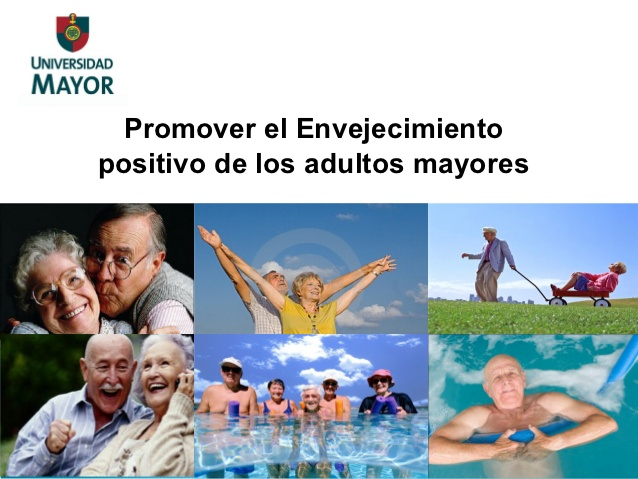 UNIVERSIDAD
MAYOR
Promover el Envejecimiento
positivo de los adultos mayores